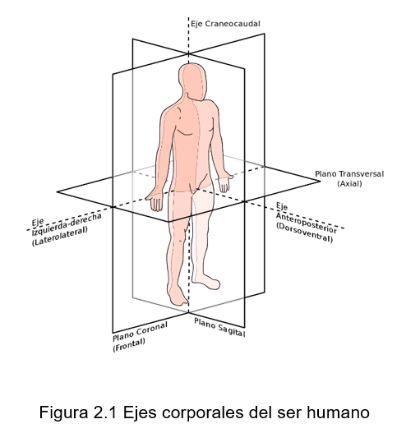 Eje Craneocaudal
Plano Transversal
(Axial)
Eje
Izquierda-derecha
(Laterolateral)
Eje
Anteroposterior
(Dorsoventral)
Plano Coronal
(Frontal)
Plano Sagital
Figura 2.1 Ejes corporales del ser humano